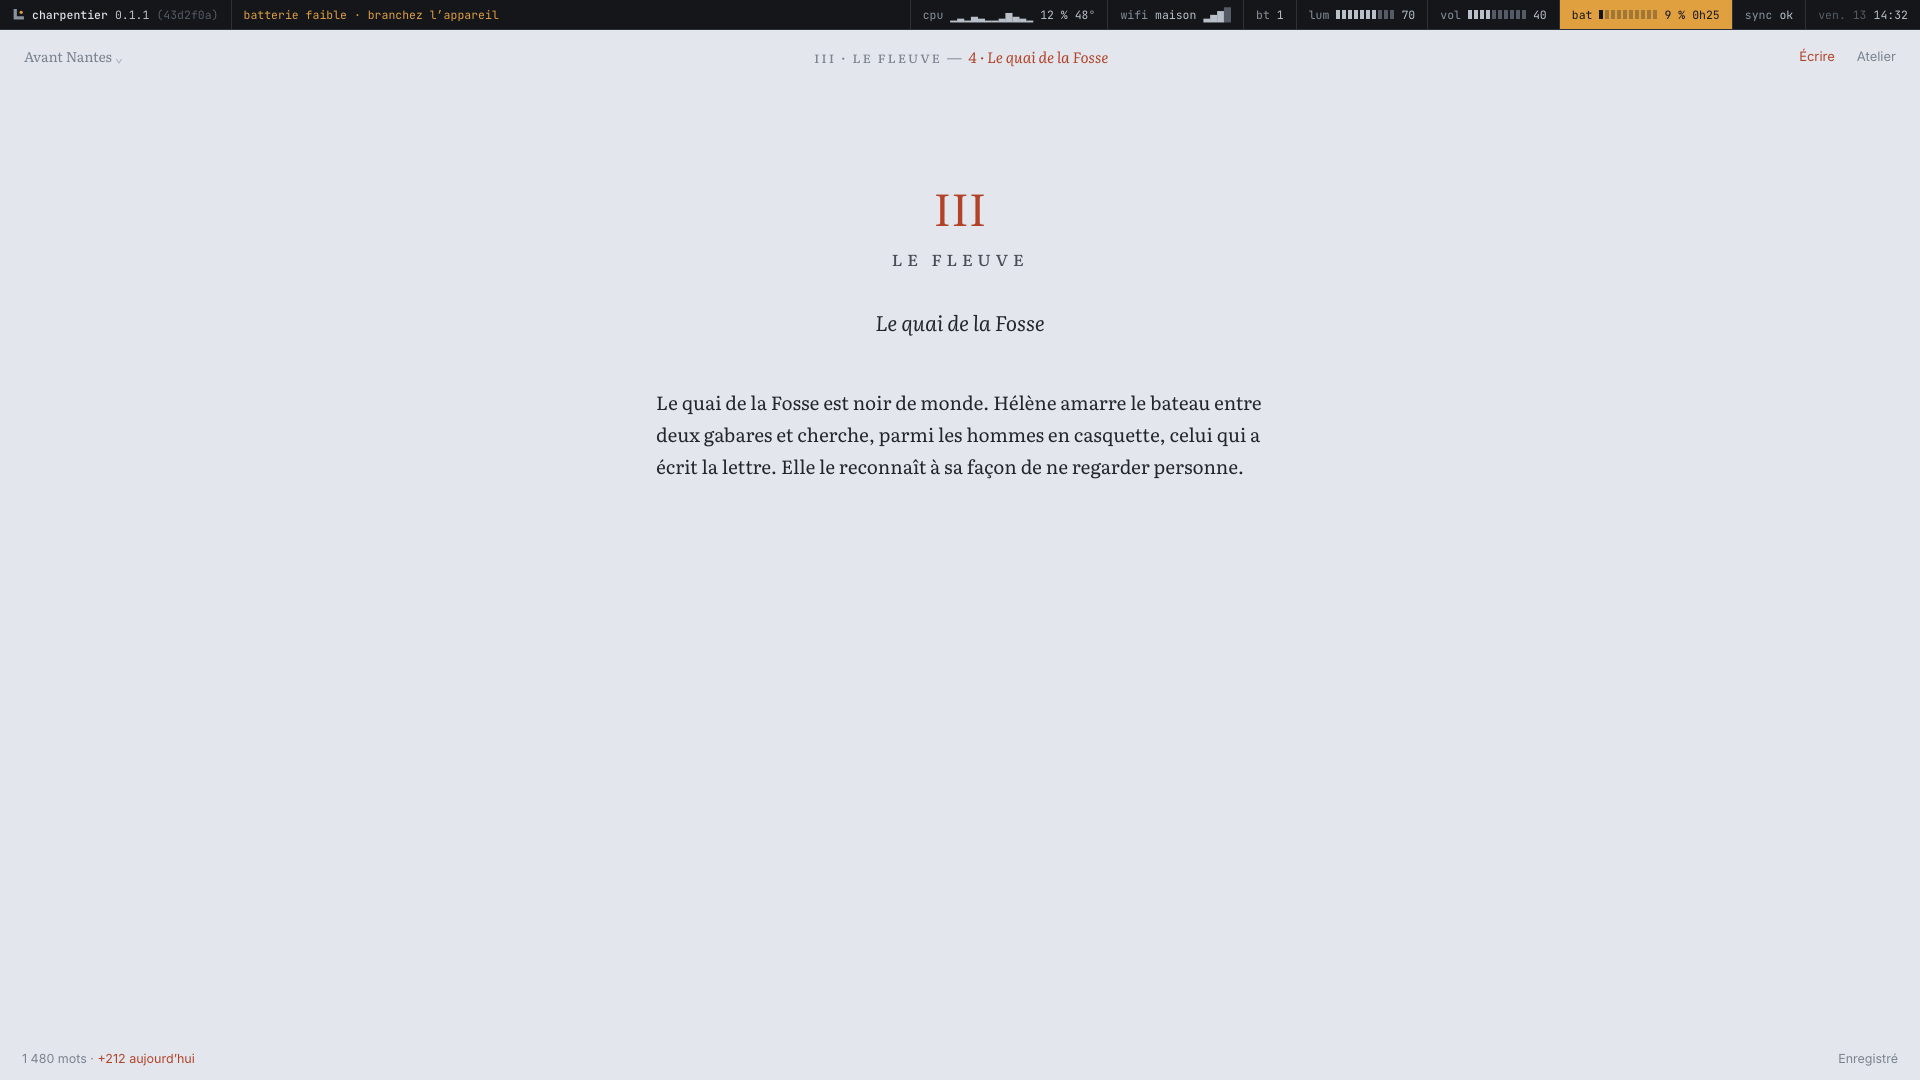 charpentier 0.1.1 (43d2f0a) batterie faible · branchez l’appareil cpu 12 % 48° wifi maison bt 1 lum 70 vol 40 bat 9 % 0h25 sync ok ven. 13 14:32
Avant Nantes III · LE FLEUVE — 4 · Le quai de la Fosse Écrire Atelier
III
LE FLEUVE
Le quai de la Fosse
Le quai de la Fosse est noir de monde. Hélène amarre le bateau entre
deux gabares et cherche, parmi les hommes en casquette, celui qui a
écrit la lettre. Elle le reconnaît à sa façon de ne regarder personne.
1 480 mots · +212 aujourd’hui Enregistré